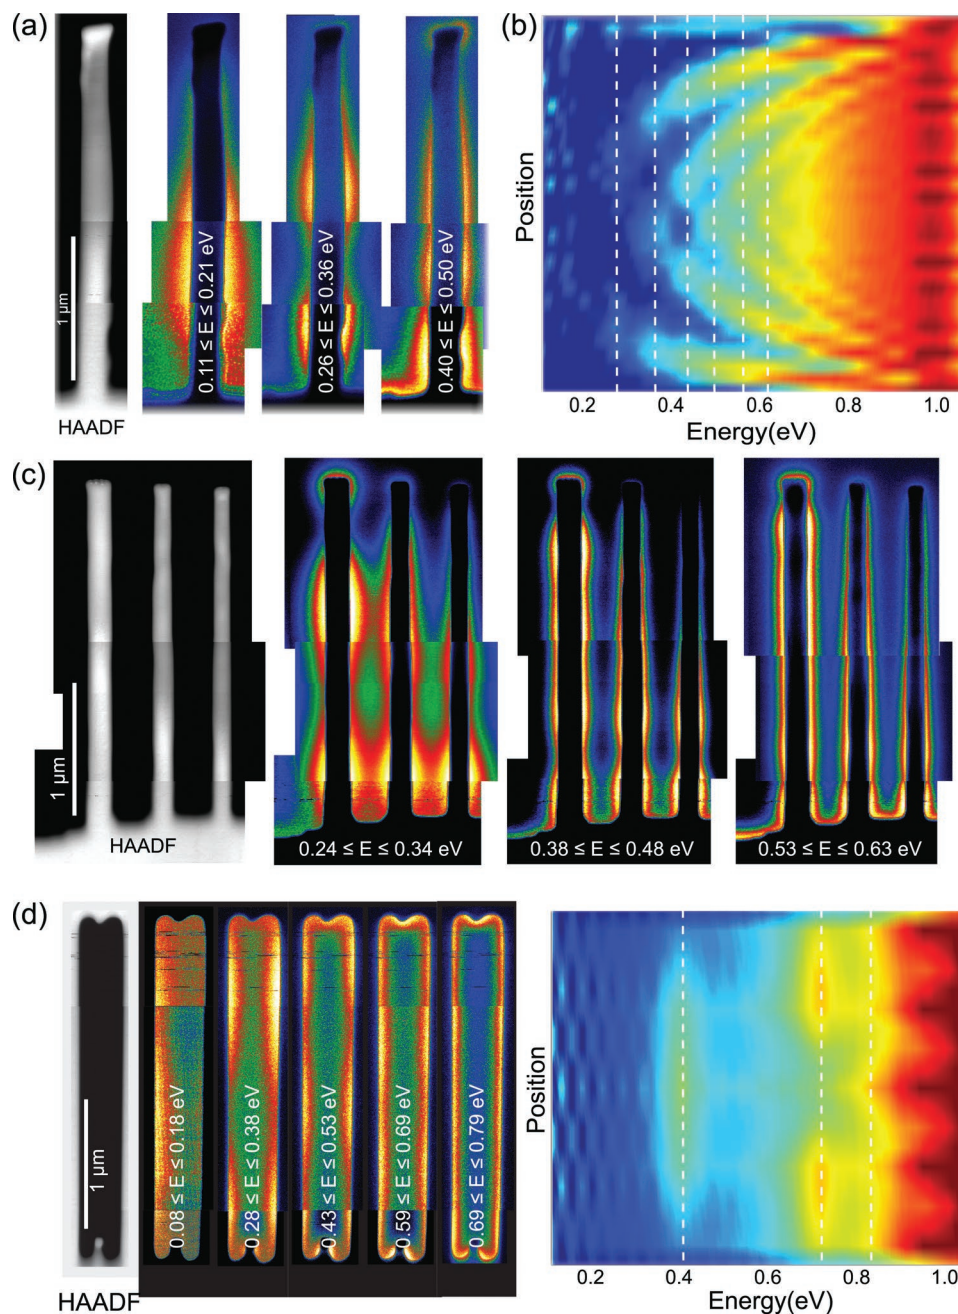 (a)
1 µm
HAADF
0.11 ≤ E ≤ 0.21 eV
0.26 ≤ E ≤ 0.36 eV
0.40 ≤ E ≤ 0.50 eV
(b)
Position
0.2 0.4 0.6 0.8 1.0
Energy(eV)
(c)
1 µm
HAADF
0.24 ≤ E ≤ 0.34 eV
0.38 ≤ E ≤ 0.48 eV
0.53 ≤ E ≤ 0.63 eV
(d)
1 µm
HAADF
0.08 ≤ E ≤ 0.18 eV
0.28 ≤ E ≤ 0.38 eV
0.43 ≤ E ≤ 0.53 eV
0.59 ≤ E ≤ 0.69 eV
0.69 ≤ E ≤ 0.79 eV
Position
0.2 0.4 0.6 0.8 1.0
Energy (eV)